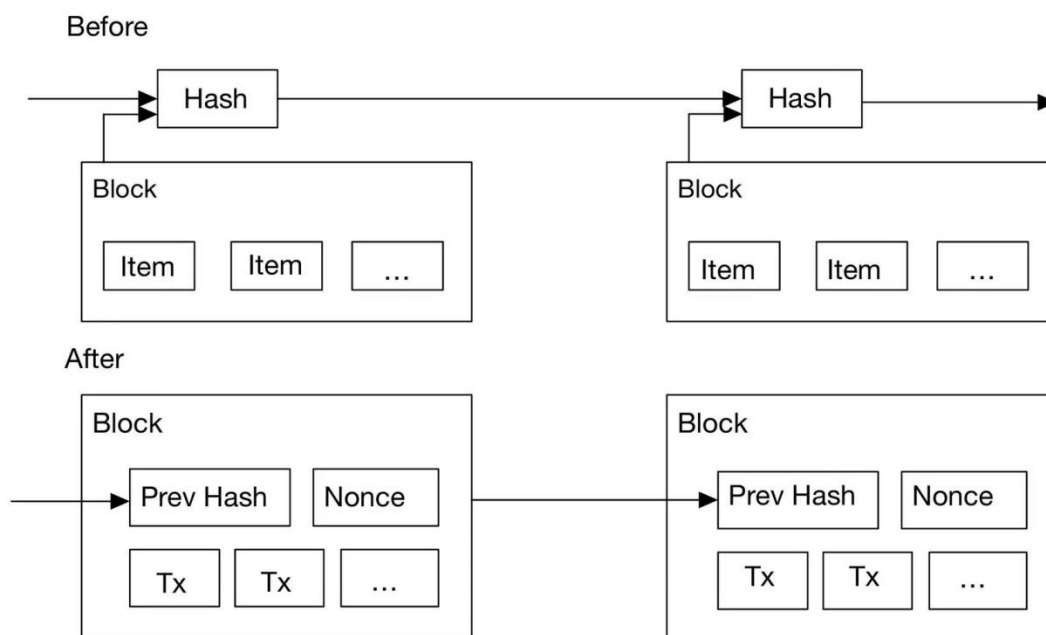 Before
Hash Hash
Block Block
Item Item ... Item Item ...
After
Block Block
Prev Hash Nonce Prev Hash Nonce
Tx Tx ... Tx Tx ...